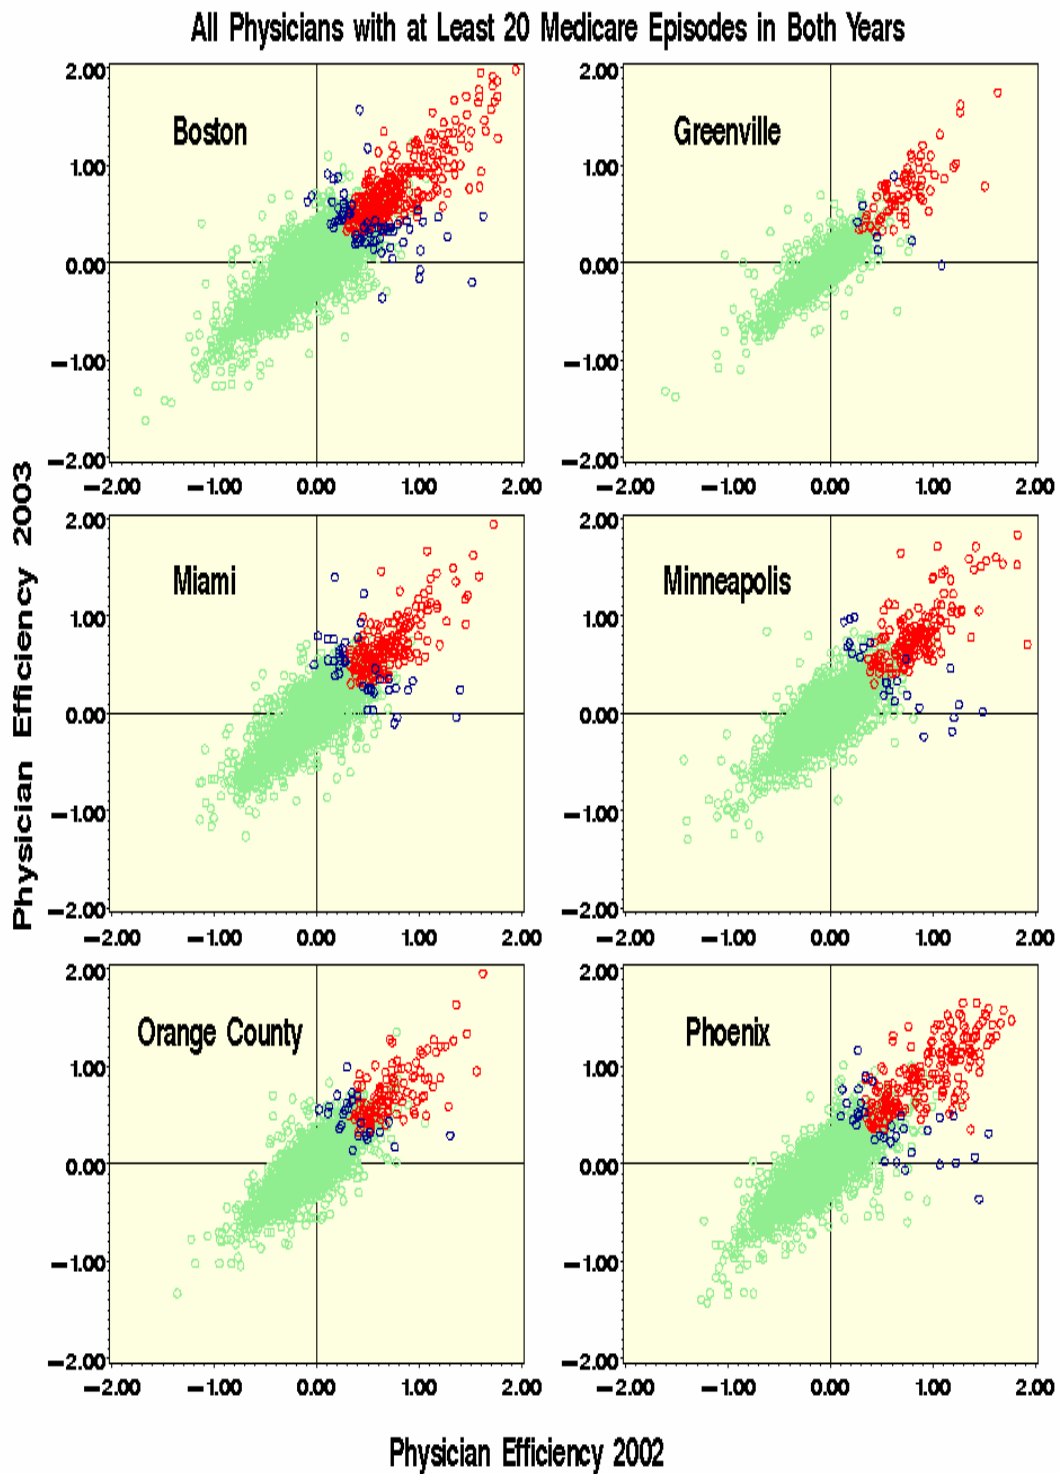 All Physicians with at Least 20 Medicare Episodes in Both Years
Physician Efficiency 2003
2.00
1.00
0.00
−1.00
−2.00
Boston
−2.00 −1.00 0.00 1.00 2.00
2.00
1.00
0.00
−1.00
−2.00
Greenville
−2.00 −1.00 0.00 1.00 2.00
2.00
1.00
0.00
−1.00
−2.00
Miami
−2.00 −1.00 0.00 1.00 2.00
2.00
1.00
0.00
−1.00
−2.00
Minneapolis
−2.00 −1.00 0.00 1.00 2.00
2.00
1.00
0.00
−1.00
−2.00
Orange County
−2.00 −1.00 0.00 1.00 2.00
2.00
1.00
0.00
−1.00
−2.00
Phoenix
−2.00 −1.00 0.00 1.00 2.00
Physician Efficiency 2002